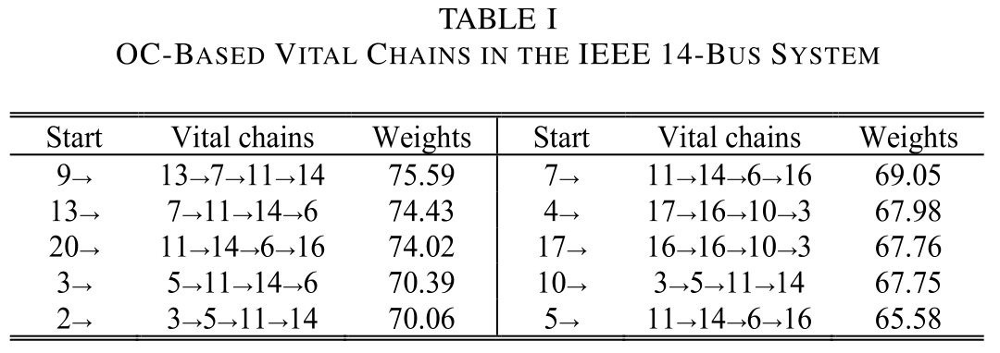 TABLE I
OC-BASED VITAL CHAINS IN THE IEEE 14-BUS SYSTEM
Start Vital chains Weights Start Vital chains Weights
9→ 13→7→11→14 75.59 7→ 11→14→6→16 69.05
13→ 7→11→14→6 74.43 4→ 17→16→10→3 67.98
20→ 11→14→6→16 74.02 17→ 16→16→10→3 67.76
3→ 5→11→14→6 70.39 10→ 3→5→11→14 67.75
2→ 3→5→11→14 70.06 5→ 11→14→6→16 65.58